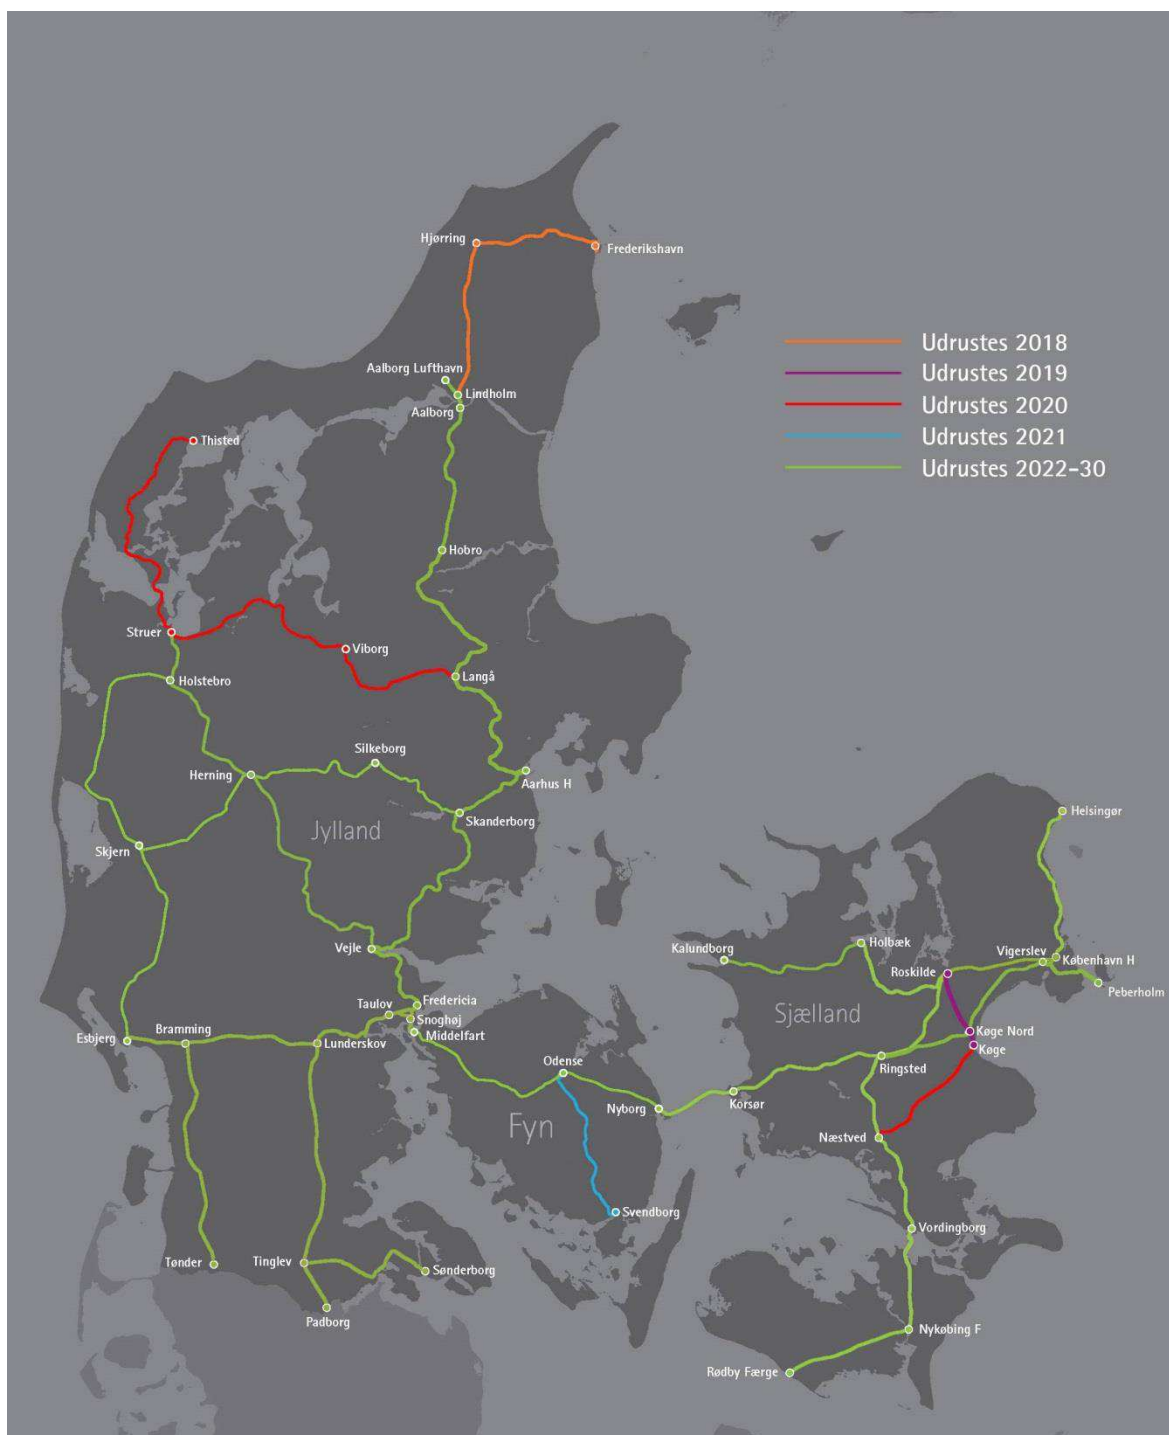 Hjørring
Frederikshavn
Udrustes 2018
Aalborg Lufthavn
Udrustes 2019
Lindholm
Udrustes 2020
Aalborg
Thisted
Udrustes 2021
Udrustes 2022-30
Hobro
Struer
Viborg
Langå
Holstebro
Silkeborg
Herning
Aarhus H
Helsingør
Skanderborg
Jylland
Skjern
Vejle
Holbæk
Kalundborg
Vigerslev
København H
Roskilde
Peberholm
Fredericia
Taulov
Snoghøj
Sjælland
Esbjerg
Bramming
Middelfart
Køge Nord
Lunderskov
Køge
Odense
Ringsted
Nyborg
Korsør
Fyn
Næstved
Svendborg
Vordingborg
Tønder
Tinglev
Sønderborg
Padborg
Nykøbing F
Rødby Færge